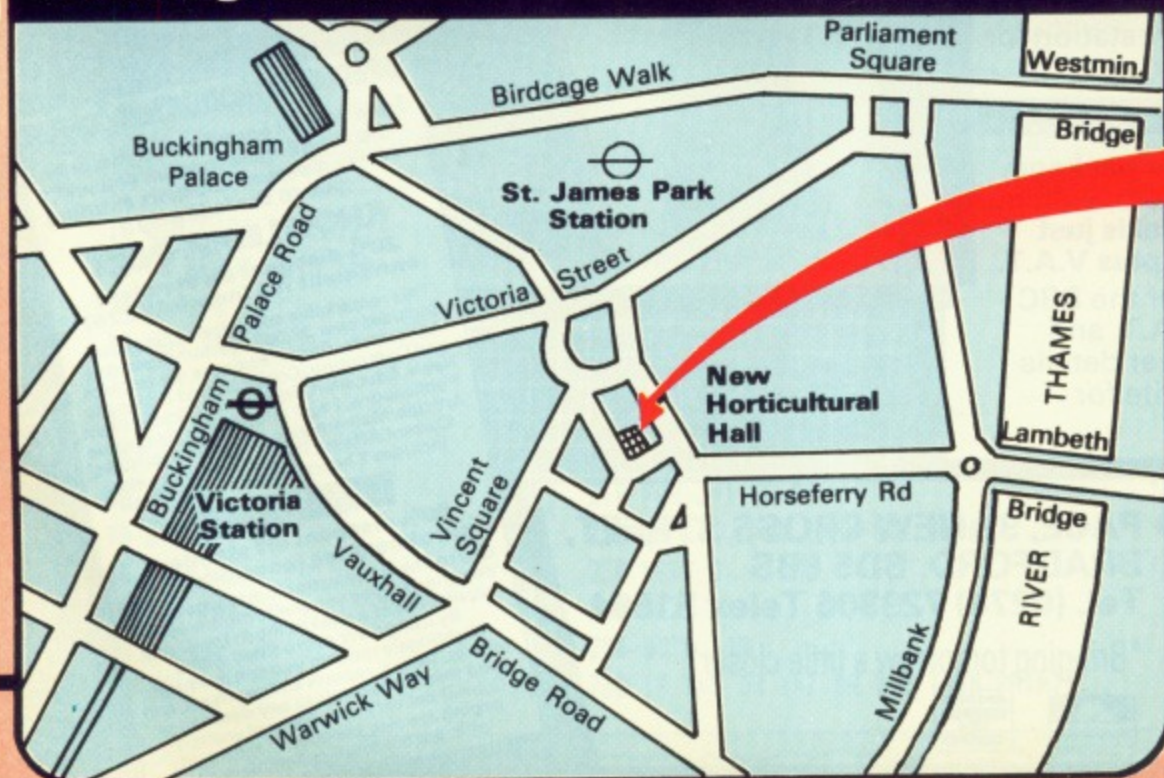 Parliament
Square
Westmin.
Bridge
Birdcage Walk
Buckingham
Palace
St. James Park
Station
Palace Road
Victoria Street
THAMES
New
Horticultural
Hall
Lambeth
Buckingham
Victoria
Station
Vincent
Square
Horseferry Rd
Bridge
RIVER
Vauxhall
Bridge Road
Millbank
Warwick Way